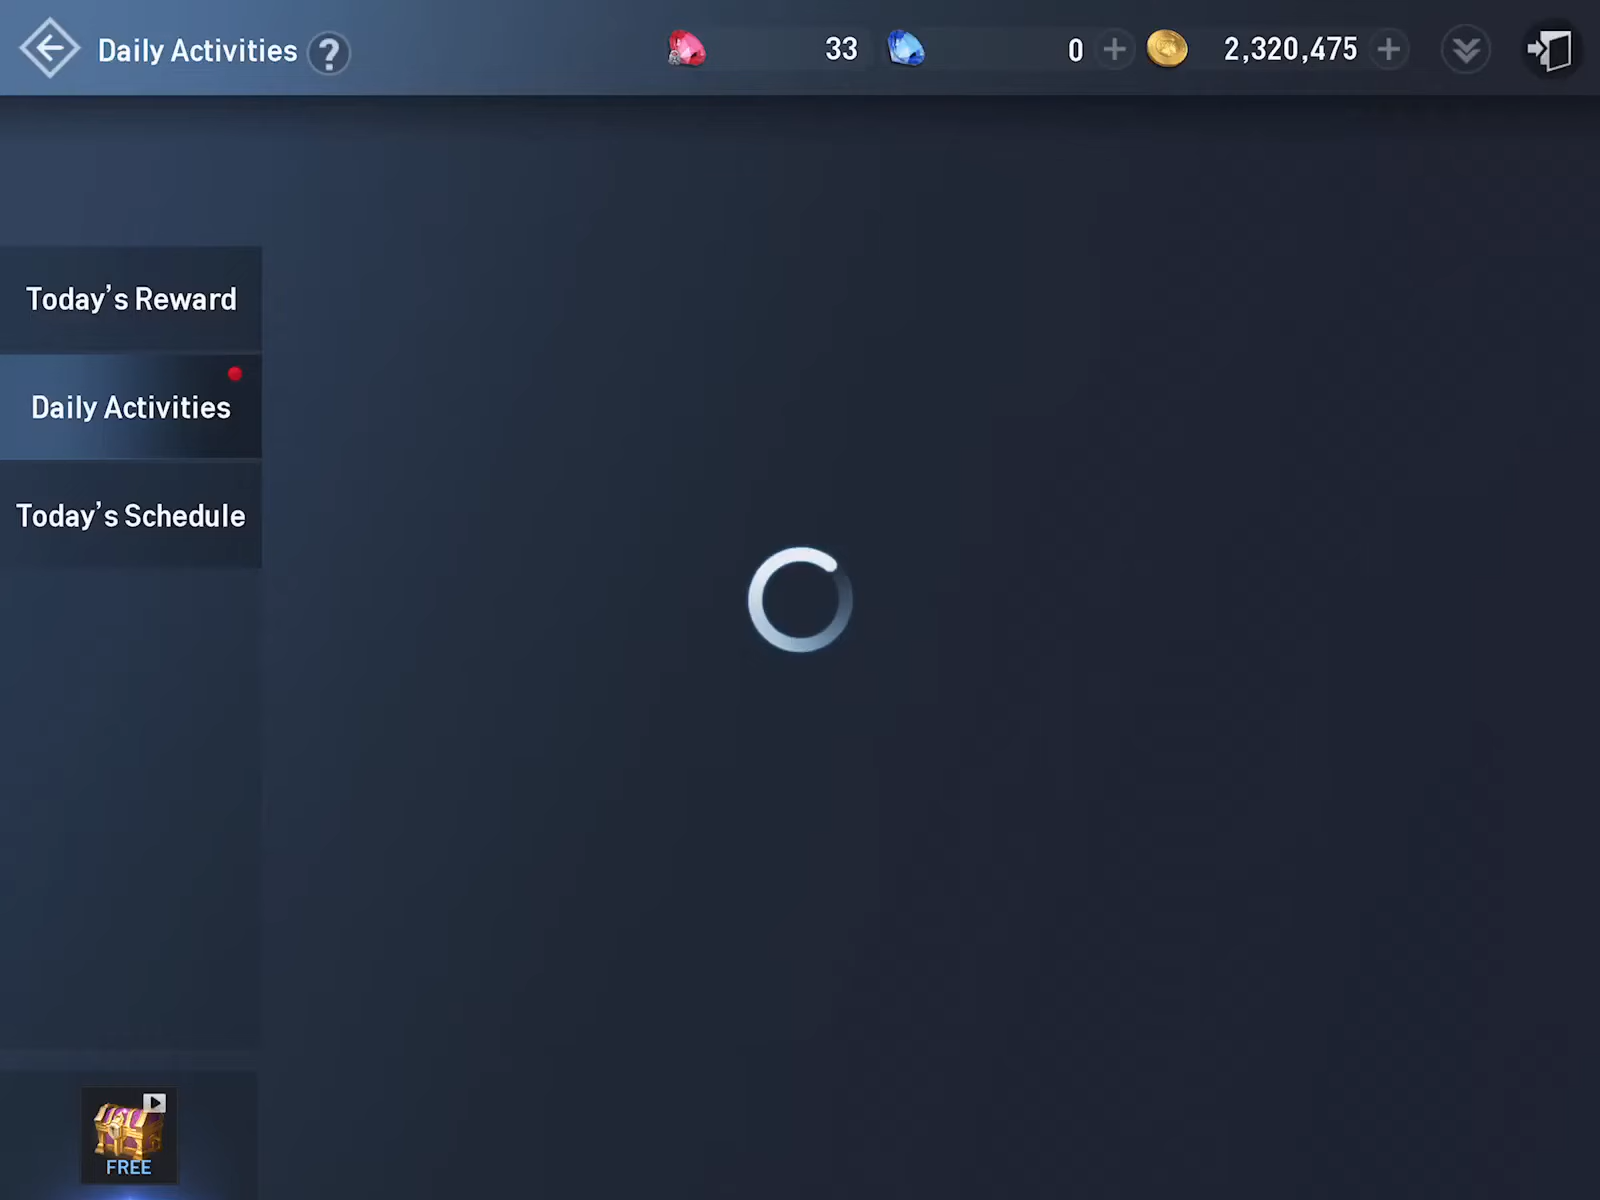 Daily Activities ?
33
0
2,320,475
Today's Reward
Daily Activities
Today's Schedule
FREE